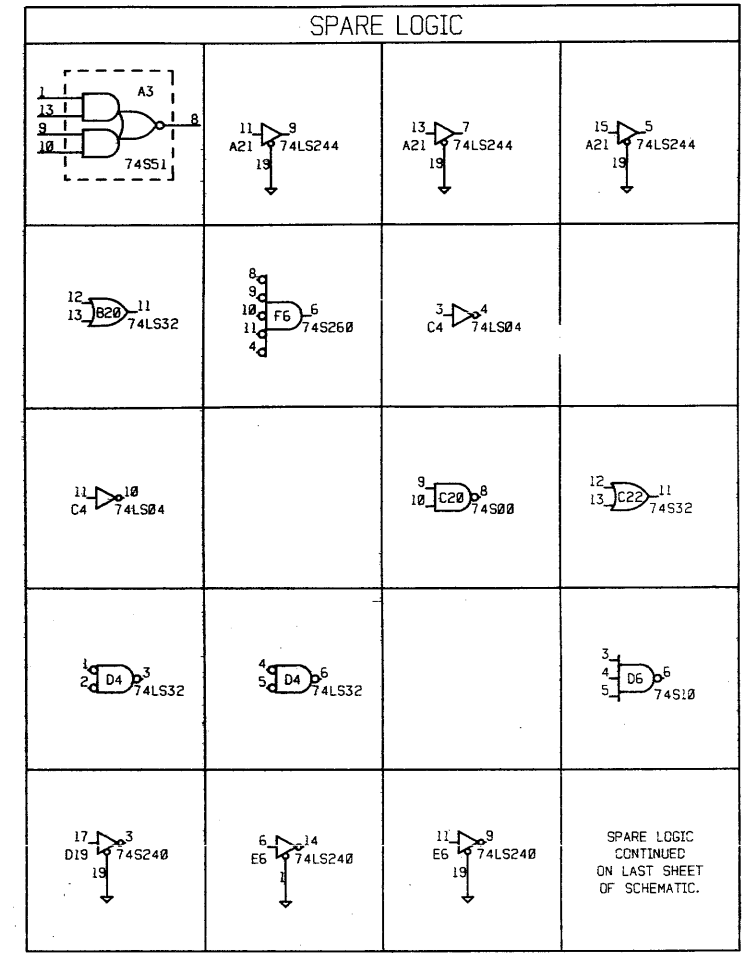 SPARE LOGIC
1
13
9
10
A3
8
74S51
11
9
A21
74LS244
19
13
7
A21
74LS244
19
15
5
A21
74LS244
19
12
13
B20
11
74LS32
8
9
10
11
4
F6
6
74S260
3
4
C4
74LS04
11
10
C4
74LS04
9
10
C20
8
74S00
12
13
C22
11
74S32
1
2
D4
3
74LS32
4
5
D4
6
74LS32
3
4
5
D6
6
74S10
17
3
D19
74S240
19
6
14
E6
74LS240
1
11
9
E6
74LS240
19
SPARE LOGIC
CONTINUED
ON LAST SHEET
OF SCHEMATIC.